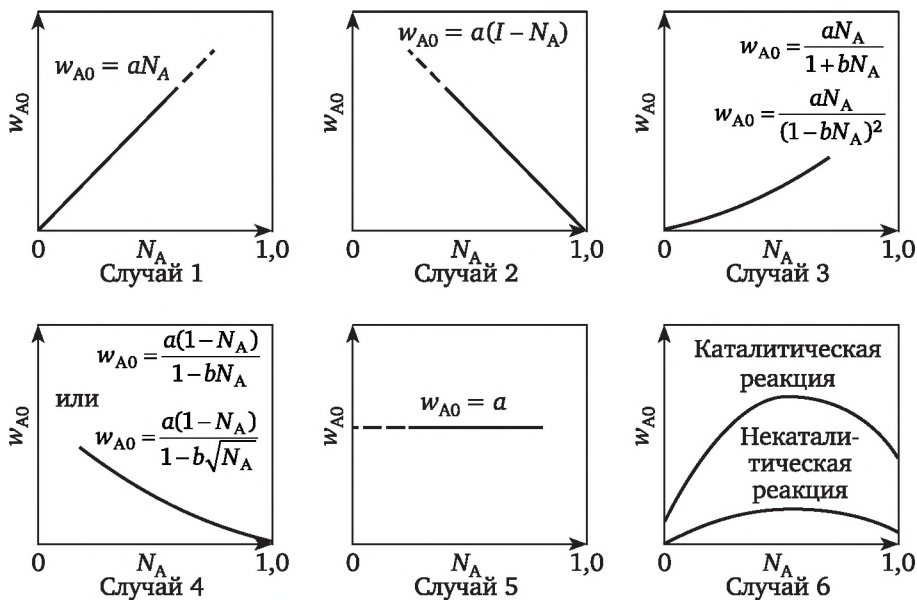 w_A0
w_A0 = aN_A
0 N_A 1,0
Случай 1
w_A0
w_A0 = a(I − N_A)
0 N_A 1,0
Случай 2
w_A0
w_A0 = aN_A / (1 + bN_A)
w_A0 = aN_A / (1 − bN_A)²
0 N_A 1,0
Случай 3
w_A0
w_A0 = a(1 − N_A) / (1 − bN_A)
или
w_A0 = a(1 − N_A) / (1 − b√N_A)
0 N_A 1,0
Случай 4
w_A0
w_A0 = a
0 N_A 1,0
Случай 5
w_A0
Каталитическая
реакция
Некатали-
тическая
реакция
0 N_A 1,0
Случай 6